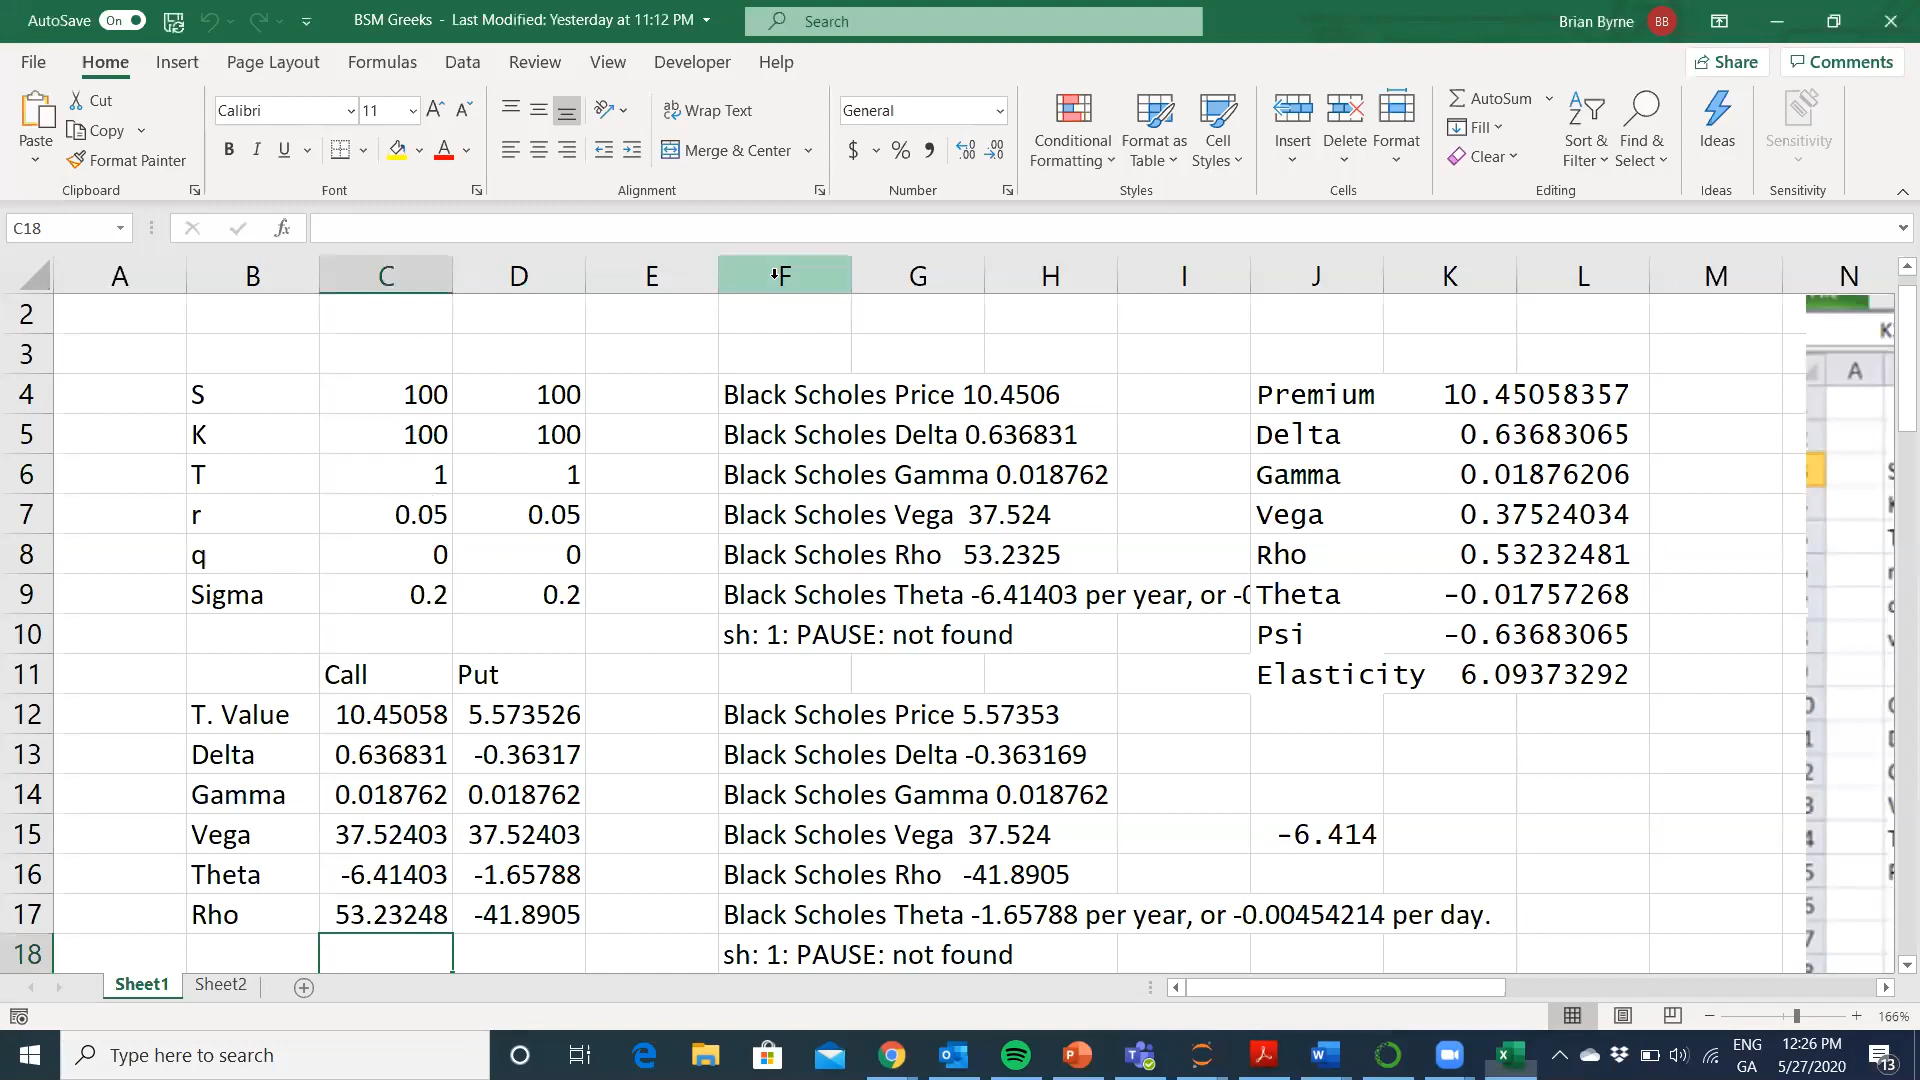 AutoSave On BSM Greeks - Last Modified: Yesterday at 11:12 PM Search Brian Byrne BB
File Home Insert Page Layout Formulas Data Review View Developer Help Share Comments
Paste Cut Copy Format Painter Clipboard
Calibri 11 B I U A Font
Wrap Text Merge & Center Alignment
General $ % Number
Conditional Formatting Format as Table Cell Styles Styles
Insert Delete Format Cells
AutoSum Fill Clear Sort & Filter Find & Select Editing
Ideas Ideas
Sensitivity Sensitivity
C18 fx
A B C D E F G H I J K L M N
2
3
4 S 100 100 Black Scholes Price 10.4506 Premium 10.45058357
5 K 100 100 Black Scholes Delta 0.636831 Delta 0.63683065
6 T 1 1 Black Scholes Gamma 0.018762 Gamma 0.01876206
7 r 0.05 0.05 Black Scholes Vega 37.524 Vega 0.37524034
8 q 0 0 Black Scholes Rho 53.2325 Rho 0.53232481
9 Sigma 0.2 0.2 Black Scholes Theta -6.41403 per year, or -0 Theta -0.01757268
10 sh: 1: PAUSE: not found Psi -0.63683065
11 Call Put Elasticity 6.09373292
12 T. Value 10.45058 5.573526 Black Scholes Price 5.57353
13 Delta 0.636831 -0.36317 Black Scholes Delta -0.363169
14 Gamma 0.018762 0.018762 Black Scholes Gamma 0.018762
15 Vega 37.52403 37.52403 Black Scholes Vega 37.524 -6.414
16 Theta -6.41403 -1.65788 Black Scholes Rho -41.8905
17 Rho 53.23248 -41.8905 Black Scholes Theta -1.65788 per year, or -0.00454214 per day.
18 sh: 1: PAUSE: not found
Sheet1 Sheet2
166%
Type here to search
ENG 12:26 PM
GA 5/27/2020 13